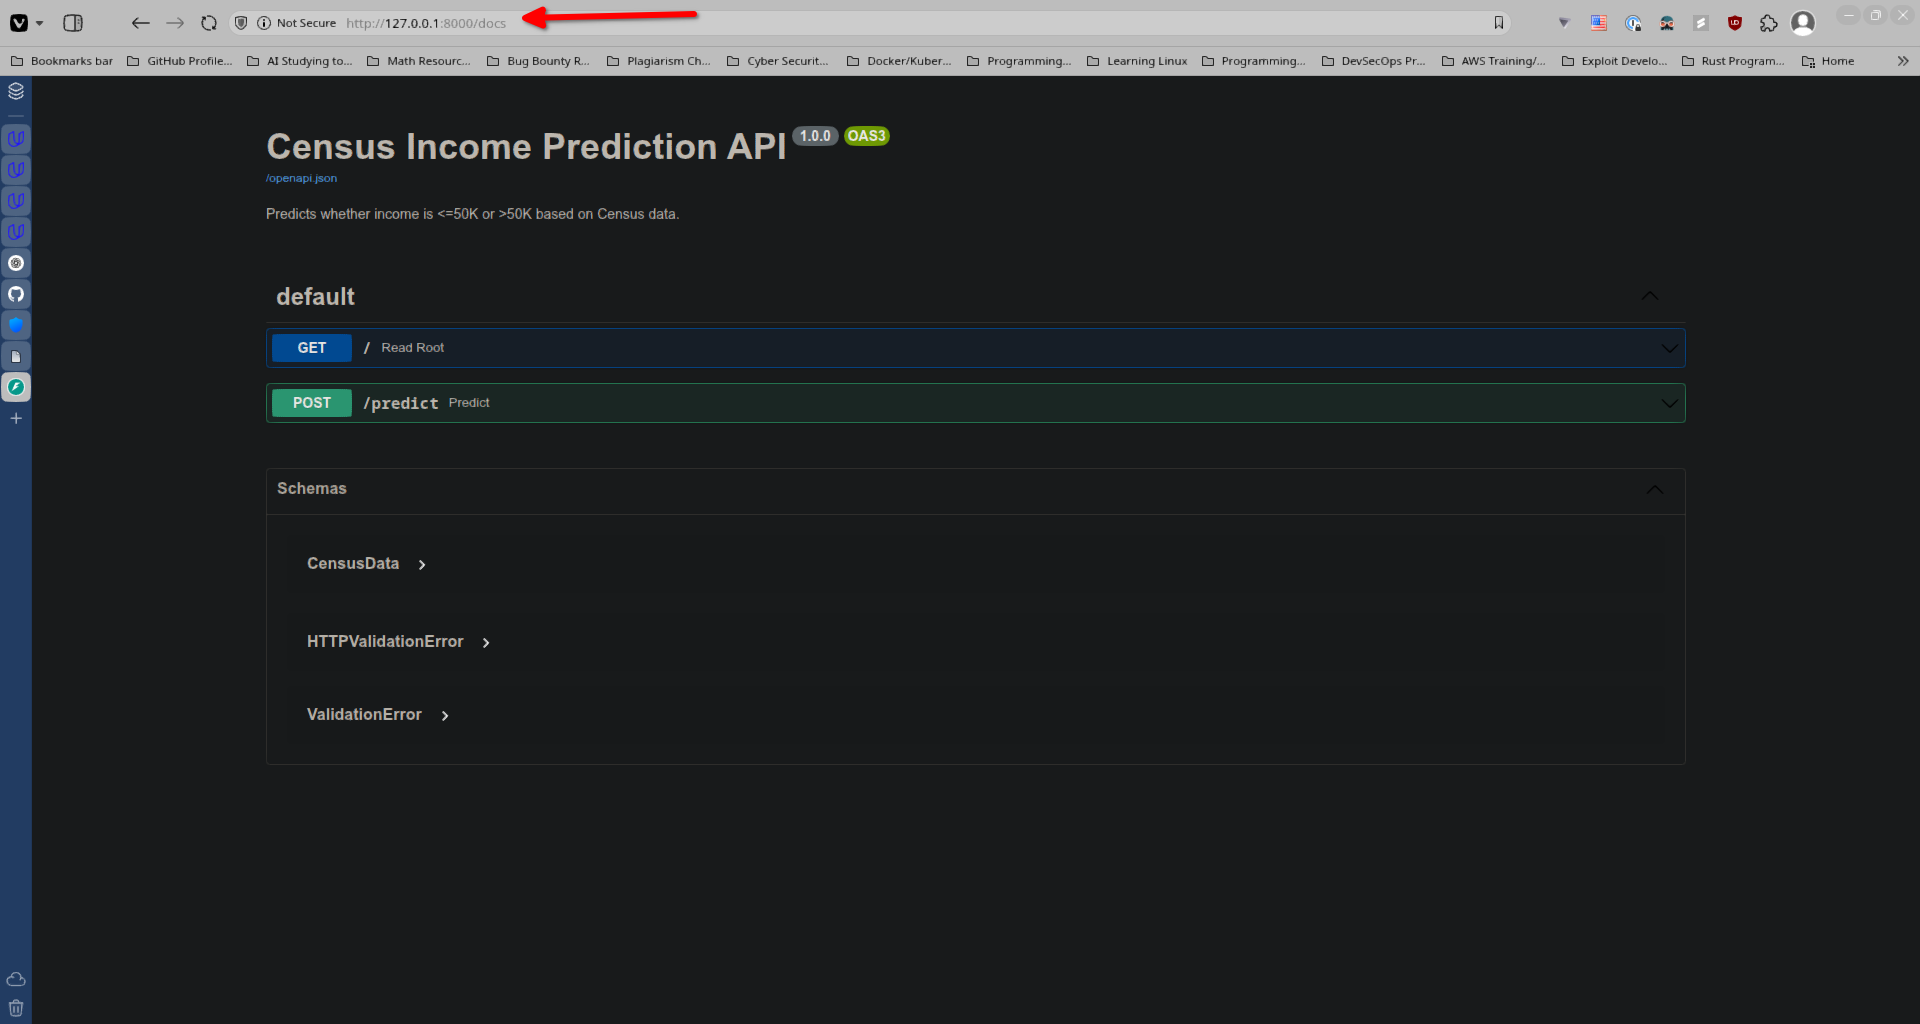 Not Secure http://127.0.0.1:8000/docs
Bookmarks bar GitHub Profile... AI Studying to... Math Resourc... Bug Bounty R... Plagiarism Ch... Cyber Securit... Docker/Kuber... Programming... Learning Linux Programming... DevSecOps Pr... AWS Training/... Exploit Develo... Rust Program... Home
Census Income Prediction API 1.0.0 OAS3
/openapi.json
Predicts whether income is <=50K or >50K based on Census data.
default
GET / Read Root
POST /predict Predict
Schemas
CensusData
HTTPValidationError
ValidationError